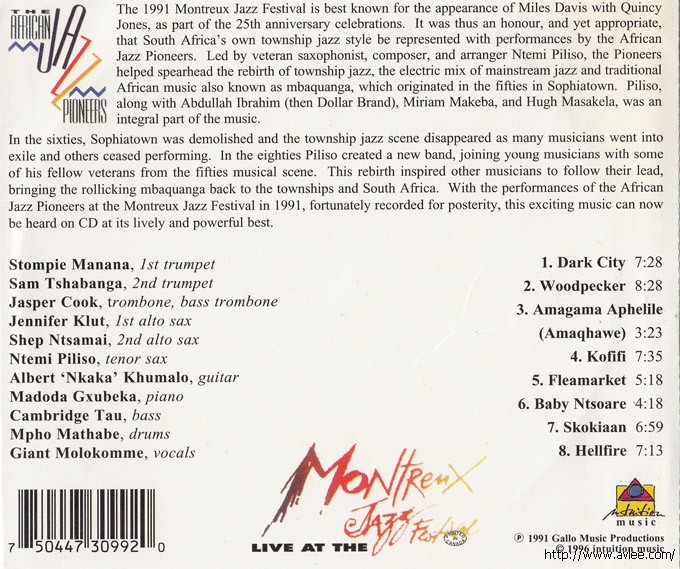 THE
AFRICAN
JAZZ
PIONEERS
The 1991 Montreux Jazz Festival is best known for the appearance of Miles Davis with Quincy
Jones, as part of the 25th anniversary celebrations. It was thus an honour, and yet appropriate,
that South Africa's own township jazz style be represented with performances by the African
Jazz Pioneers. Led by veteran saxophonist, composer, and arranger Ntemi Piliso, the Pioneers
helped spearhead the rebirth of township jazz, the electric mix of mainstream jazz and traditional
African music also known as mbaquanga, which originated in the fifties in Sophiatown. Piliso,
along with Abdullah Ibrahim (then Dollar Brand), Miriam Makeba, and Hugh Masakela, was an
integral part of the music.
In the sixties, Sophiatown was demolished and the township jazz scene disappeared as many musicians went into
exile and others ceased performing. In the eighties Piliso created a new band, joining young musicians with some
of his fellow veterans from the fifties musical scene. This rebirth inspired other musicians to follow their lead,
bringing the rollicking mbaquanga back to the townships and South Africa. With the performances of the African
Jazz Pioneers at the Montreux Jazz Festival in 1991, fortunately recorded for posterity, this exciting music can now
be heard on CD at its lively and powerful best.
Stompie Manana, 1st trumpet
Sam Tshabanga, 2nd trumpet
Jasper Cook, trombone, bass trombone
Jennifer Klut, 1st alto sax
Shep Ntsamai, 2nd alto sax
Ntemi Piliso, tenor sax
Albert ‘Nkaka’ Khumalo, guitar
Madoda Gxubeka, piano
Cambridge Tau, bass
Mpho Mathabe, drums
Giant Molokomme, vocals
1. Dark City 7:28
2. Woodpecker 8:28
3. Amagama Aphelile
(Amaqhawe) 3:23
4. Kofifi 7:35
5. Fleamarket 5:18
6. Baby Ntsoare 4:18
7. Skokiaan 6:59
8. Hellfire 7:13
7 50447 30992 0
LIVE AT THE
Montreux
Jazz Festival
PRINTED
IN
CANADA
intuition
music
℗ 1991 Gallo Music Productions
© 1996 intuition music
http://www.avlee.com/